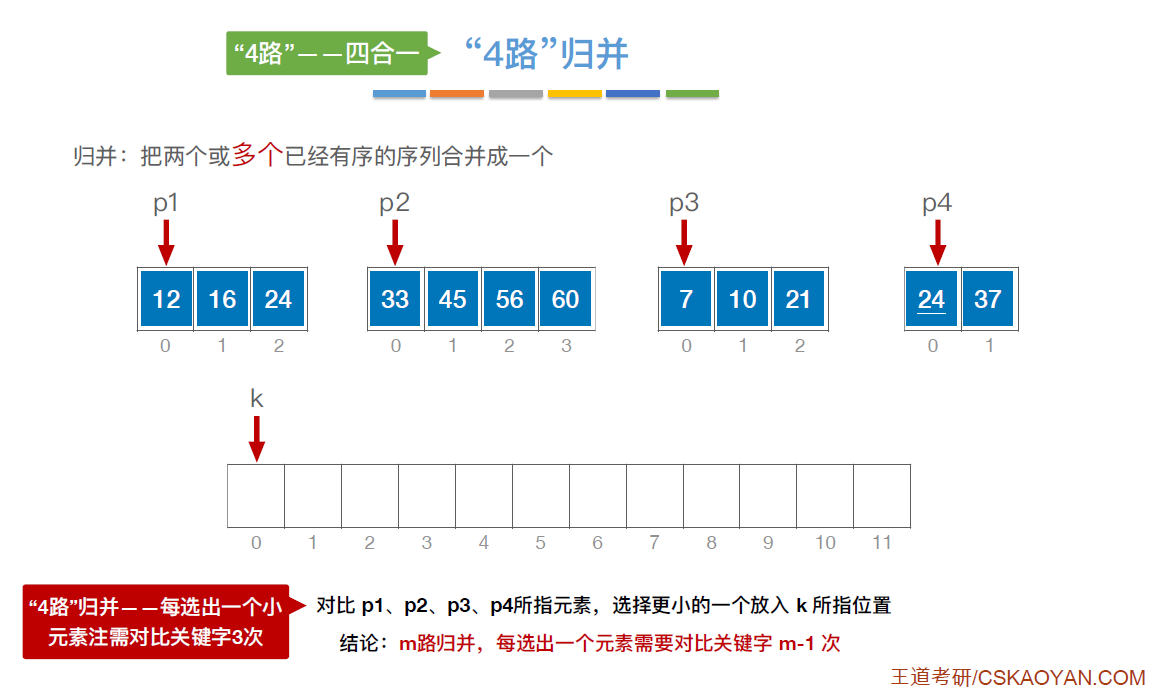 “4路”——四合一
“4路”归并
归并：把两个或多个已经有序的序列合并成一个
p1 p2 p3 p4
12 16 24 33 45 56 60 7 10 21 24 37
0 1 2 0 1 2 3 0 1 2 0 1
k
0 1 2 3 4 5 6 7 8 9 10 11
“4路”归并——每选出一个小
元素注需对比关键字3次
对比 p1、p2、p3、p4所指元素，选择更小的一个放入 k 所指位置
结论：m路归并，每选出一个元素需要对比关键字 m-1 次
王道考研/CSKAOYAN.COM